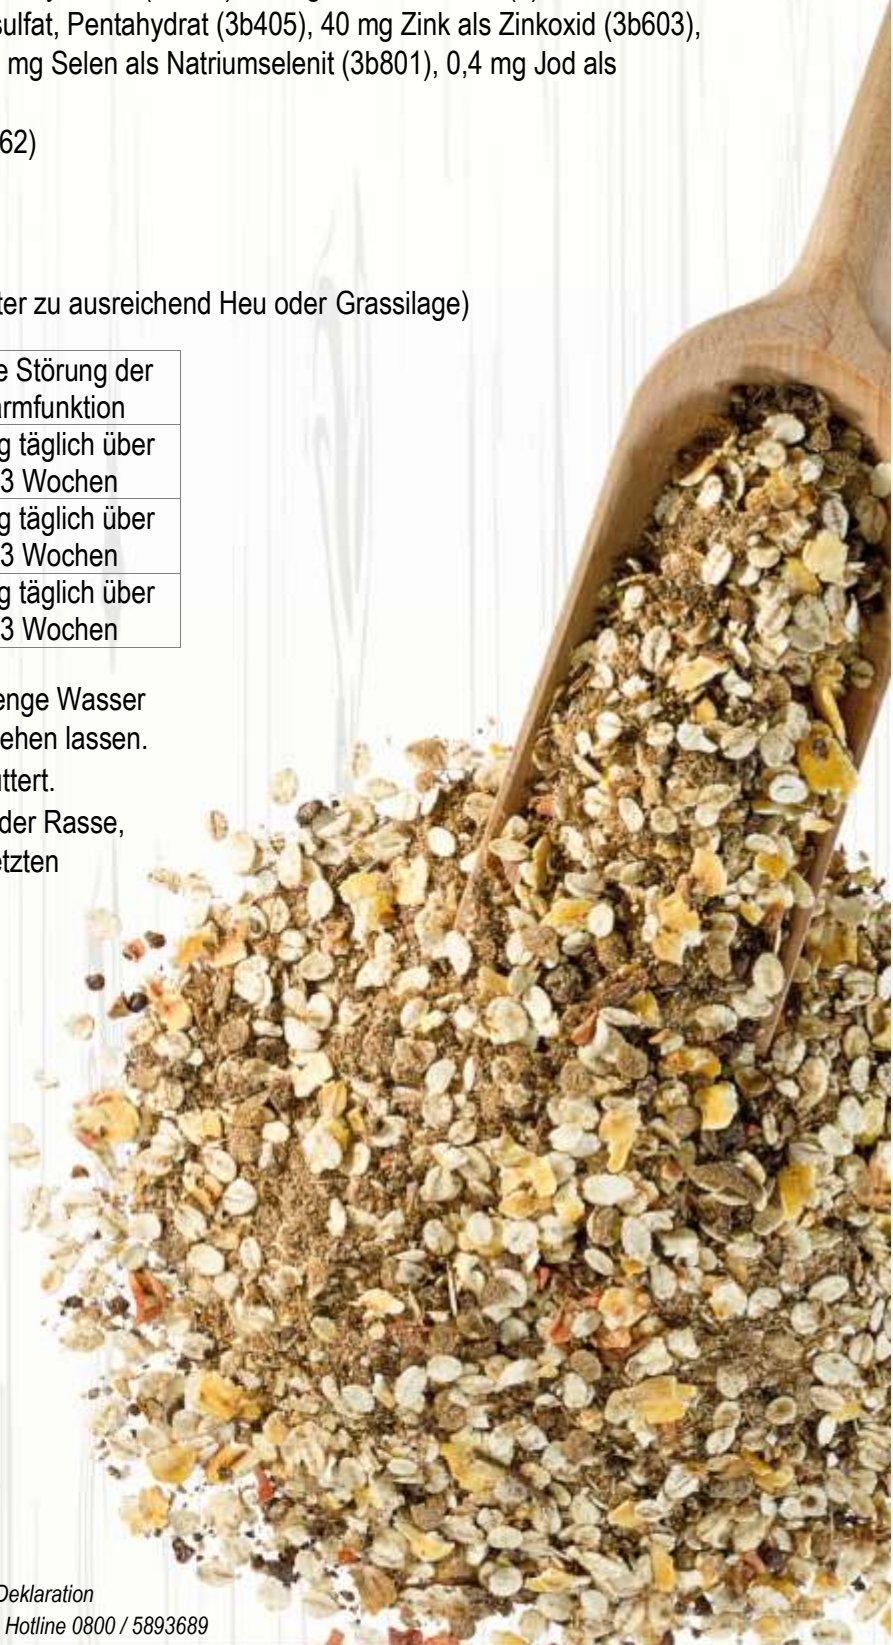 sulfat, Pentahydrat (3b405), 40 mg Zink als Zinkoxid (3b603),
mg Selen als Natriumselenit (3b801), 0,4 mg Jod als
62)
ter zu ausreichend Heu oder Grassilage)
e Störung der
armfunktion
g täglich über
3 Wochen
g täglich über
3 Wochen
g täglich über
3 Wochen
enge Wasser
ehen lassen.
ttert.
der Rasse,
etzten
Deklaration
Hotline 0800 / 5893689